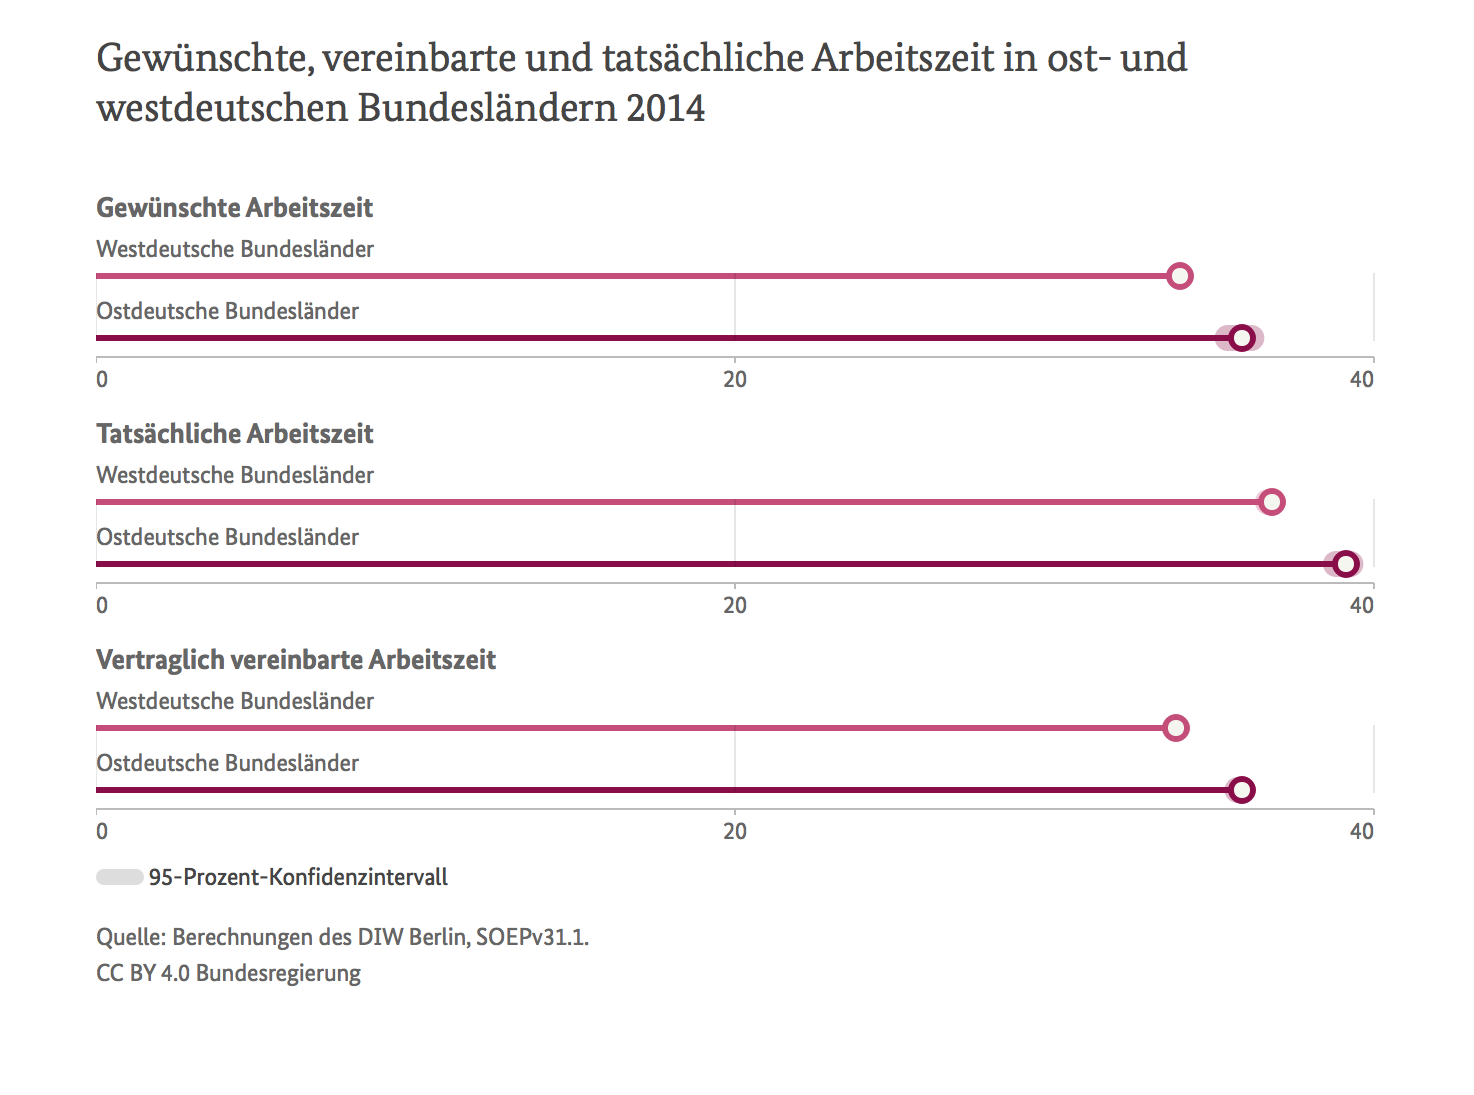 Gewünschte, vereinbarte und tatsächliche Arbeitszeit in ost- und
westdeutschen Bundesländern 2014
Gewünschte Arbeitszeit
Westdeutsche Bundesländer
Ostdeutsche Bundesländer
0 20 40
Tatsächliche Arbeitszeit
Westdeutsche Bundesländer
Ostdeutsche Bundesländer
0 20 40
Vertraglich vereinbarte Arbeitszeit
Westdeutsche Bundesländer
Ostdeutsche Bundesländer
0 20 40
95-Prozent-Konfidenzintervall
Quelle: Berechnungen des DIW Berlin, SOEPv31.1.
CC BY 4.0 Bundesregierung